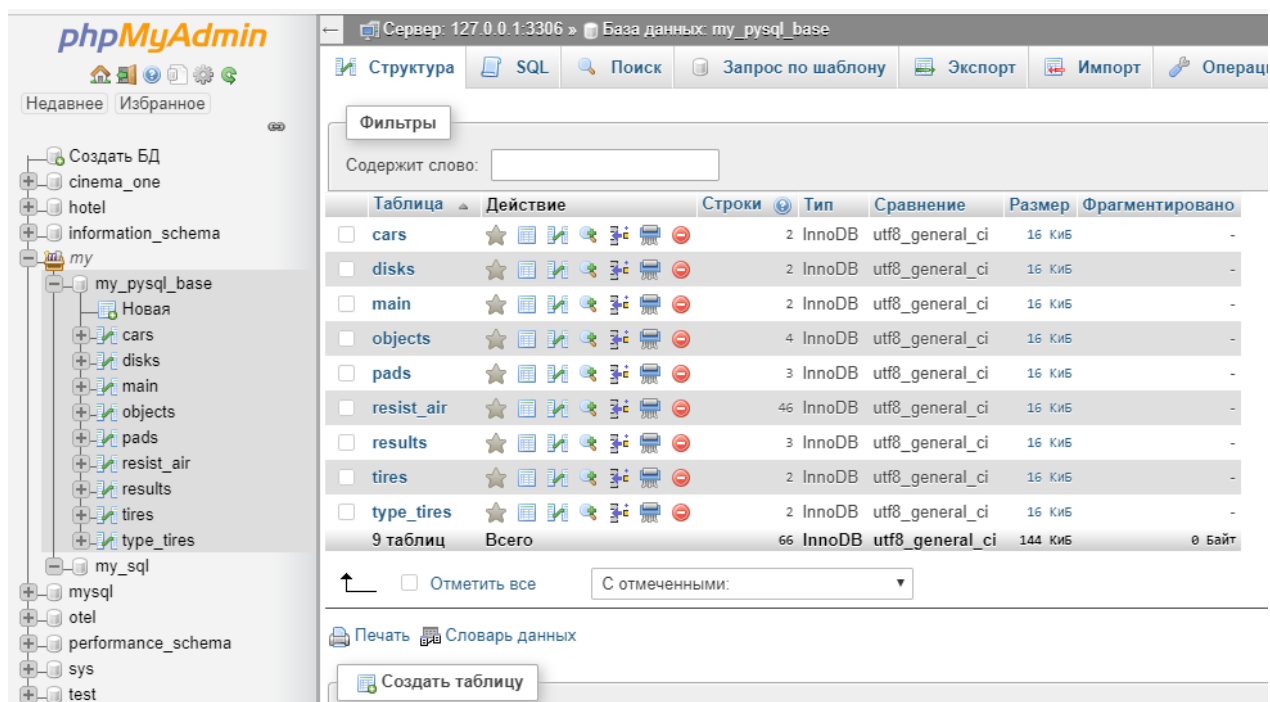 phpMyAdmin
Недавнее Избранное
Создать БД
cinema_one
hotel
information_schema
my
my_pysql_base
Новая
cars
disks
main
objects
pads
resist_air
results
tires
type_tires
my_sql
mysql
otel
performance_schema
sys
test
← Сервер: 127.0.0.1:3306 » База данных: my_pysql_base
Структура SQL Поиск Запрос по шаблону Экспорт Импорт Операц
Фильтры
Содержит слово:
Таблица Действие Строки Тип Сравнение Размер Фрагментировано
cars 2 InnoDB utf8_general_ci 16 КиБ -
disks 2 InnoDB utf8_general_ci 16 КиБ -
main 2 InnoDB utf8_general_ci 16 КиБ -
objects 4 InnoDB utf8_general_ci 16 КиБ -
pads 3 InnoDB utf8_general_ci 16 КиБ -
resist_air 46 InnoDB utf8_general_ci 16 КиБ -
results 3 InnoDB utf8_general_ci 16 КиБ -
tires 2 InnoDB utf8_general_ci 16 КиБ -
type_tires 2 InnoDB utf8_general_ci 16 КиБ -
9 таблиц Всего 66 InnoDB utf8_general_ci 144 КиБ 0 Байт
Отметить все С отмеченными:
Печать Словарь данных
Создать таблицу